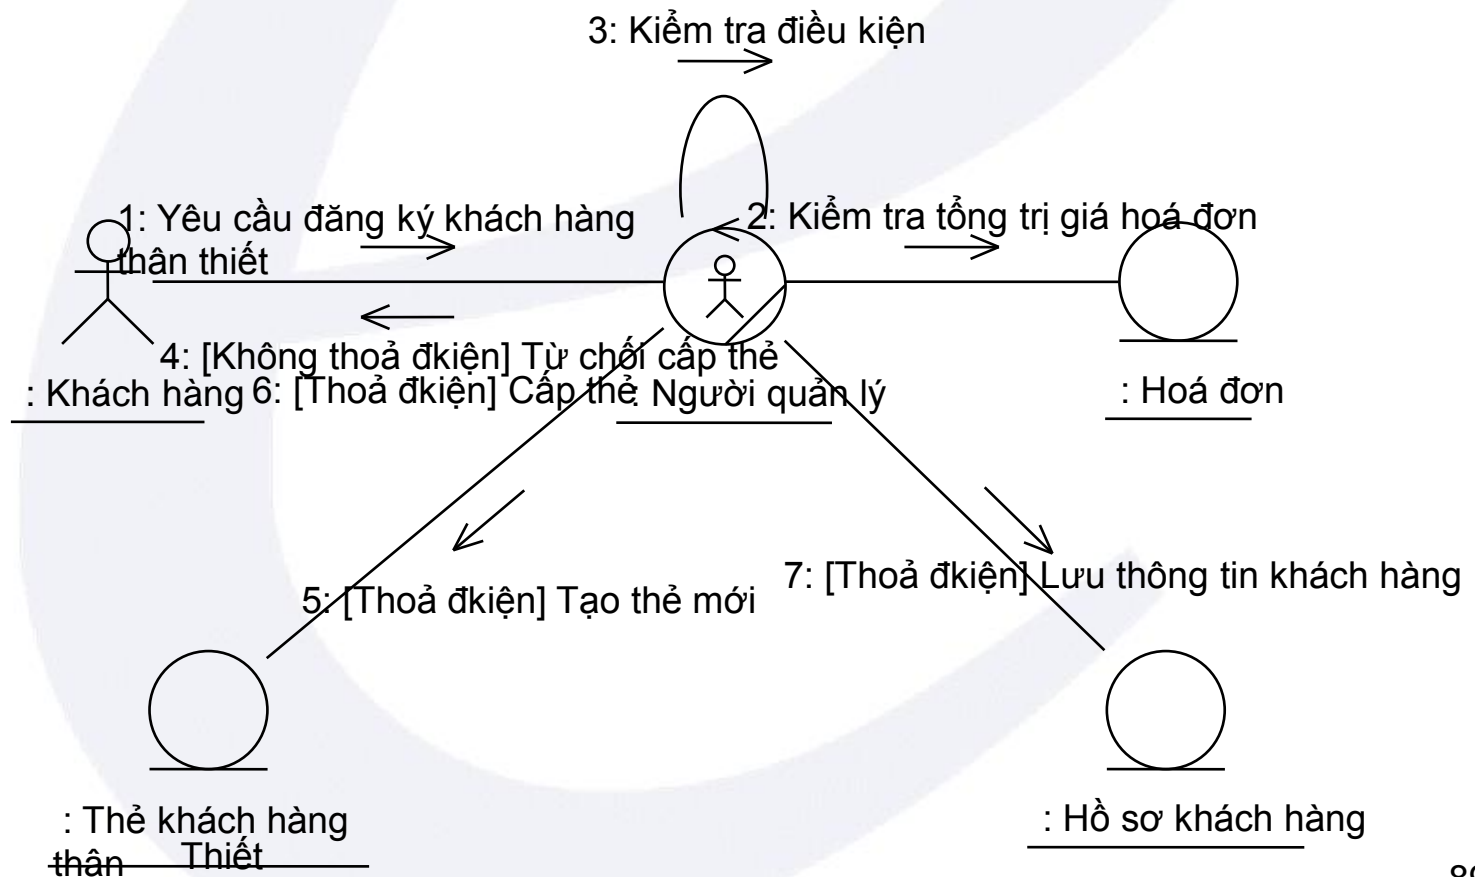 3: Kiểm tra điều kiện
1: Yêu cầu đăng ký khách hàng
thân thiết
2: Kiểm tra tổng trị giá hoá đơn
4: [Không thoả đkiện] Từ chối cấp thẻ
: Khách hàng
6: [Thoả đkiện] Cấp thẻ
: Người quản lý
: Hoá đơn
7: [Thoả đkiện] Lưu thông tin khách hàng
5: [Thoả đkiện] Tạo thẻ mới
: Thẻ khách hàng
thân Thiết
: Hồ sơ khách hàng